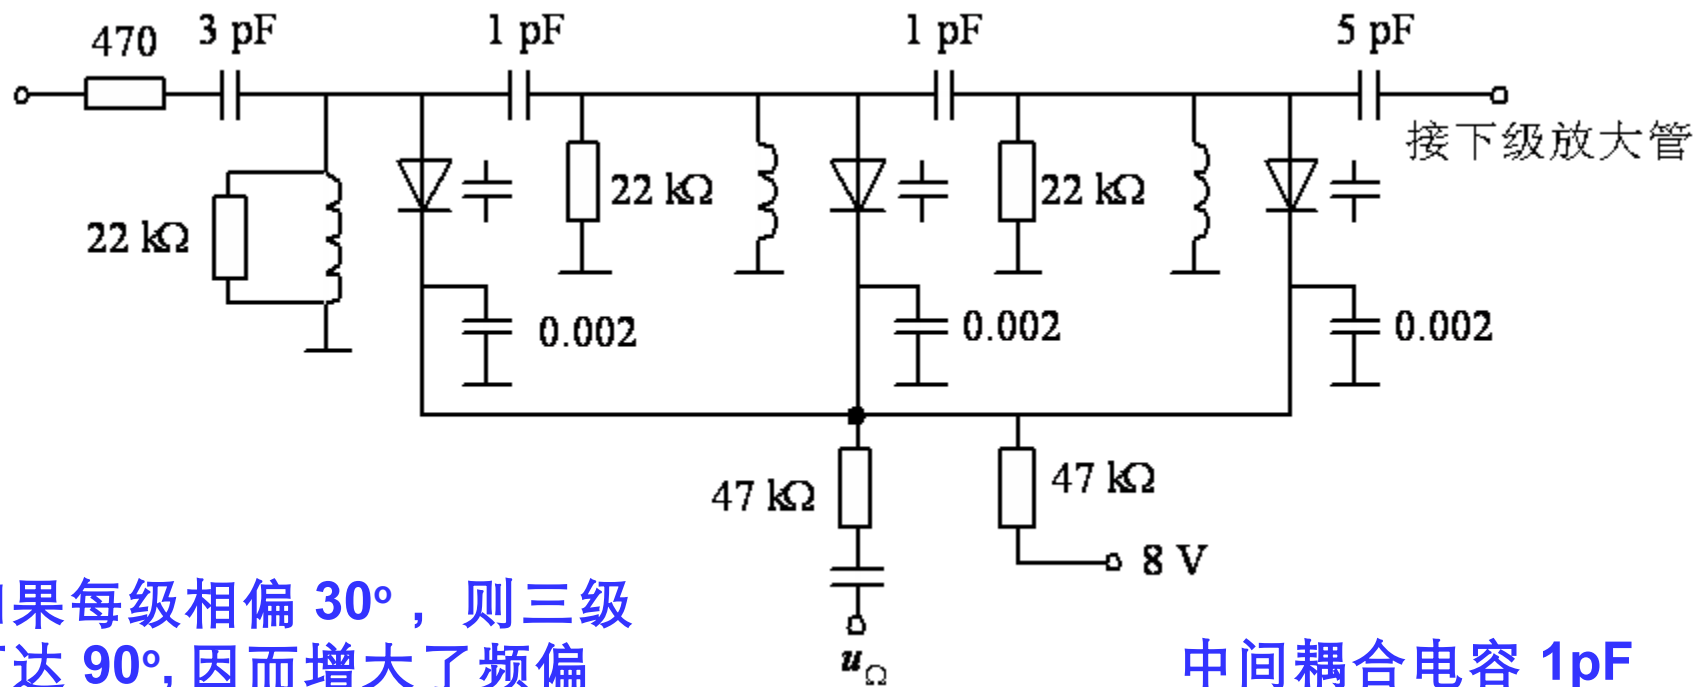 470
3 pF
1 pF
1 pF
5 pF
接下级放大管
22 kΩ
22 kΩ
22 kΩ
0.002
0.002
0.002
47 kΩ
47 kΩ
8 V
uΩ
果每级相偏 30°，则三级
达 90°,因而增大了频偏
中间耦合电容 1pF